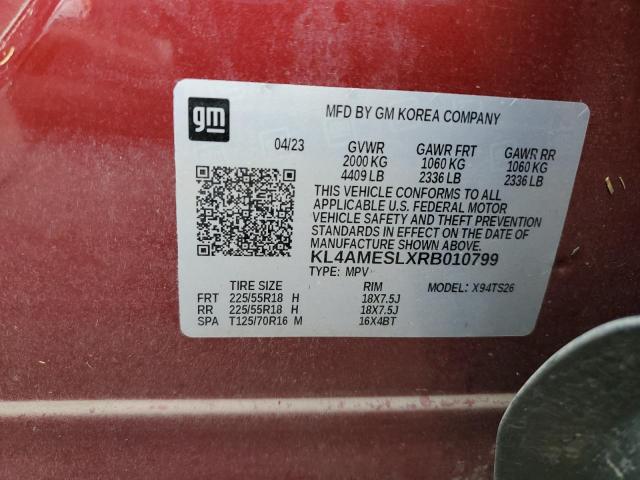 gm
MFD BY GM KOREA COMPANY
04/23 GVWR GAWR FRT GAWR RR
2000 KG 1060 KG 1060 KG
4409 LB 2336 LB 2336 LB
THIS VEHICLE CONFORMS TO ALL
APPLICABLE U.S. FEDERAL MOTOR
VEHICLE SAFETY AND THEFT PREVENTION
STANDARDS IN EFFECT ON THE DATE OF
MANUFACTURE SHOWN ABOVE.
KL4AMESLXRB010799
TYPE: MPV MODEL: X94TS26
TIRE SIZE RIM
FRT 225/55R18 H 18X7.5J
RR 225/55R18 H 18X7.5J
SPA T125/70R16 M 16X4BT